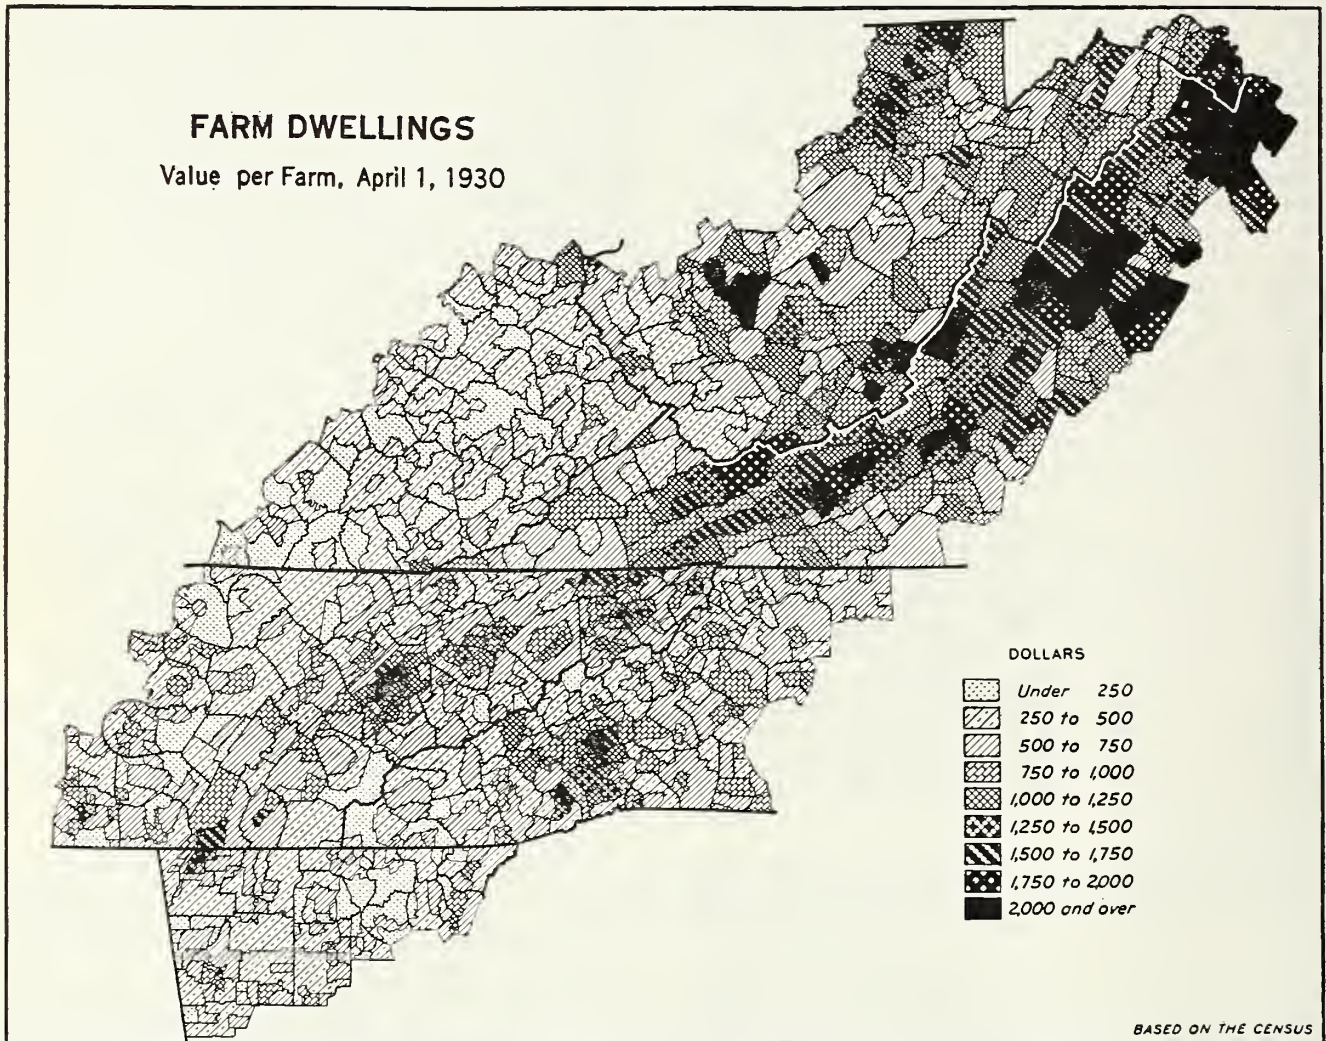 FARM DWELLINGS
Value per Farm, April 1, 1930
DOLLARS
Under 250
250 to 500
500 to 750
750 to 1,000
1,000 to 1,250
1,250 to 1,500
1,500 to 1,750
1,750 to 2,000
2,000 and over
BASED ON THE CENSUS